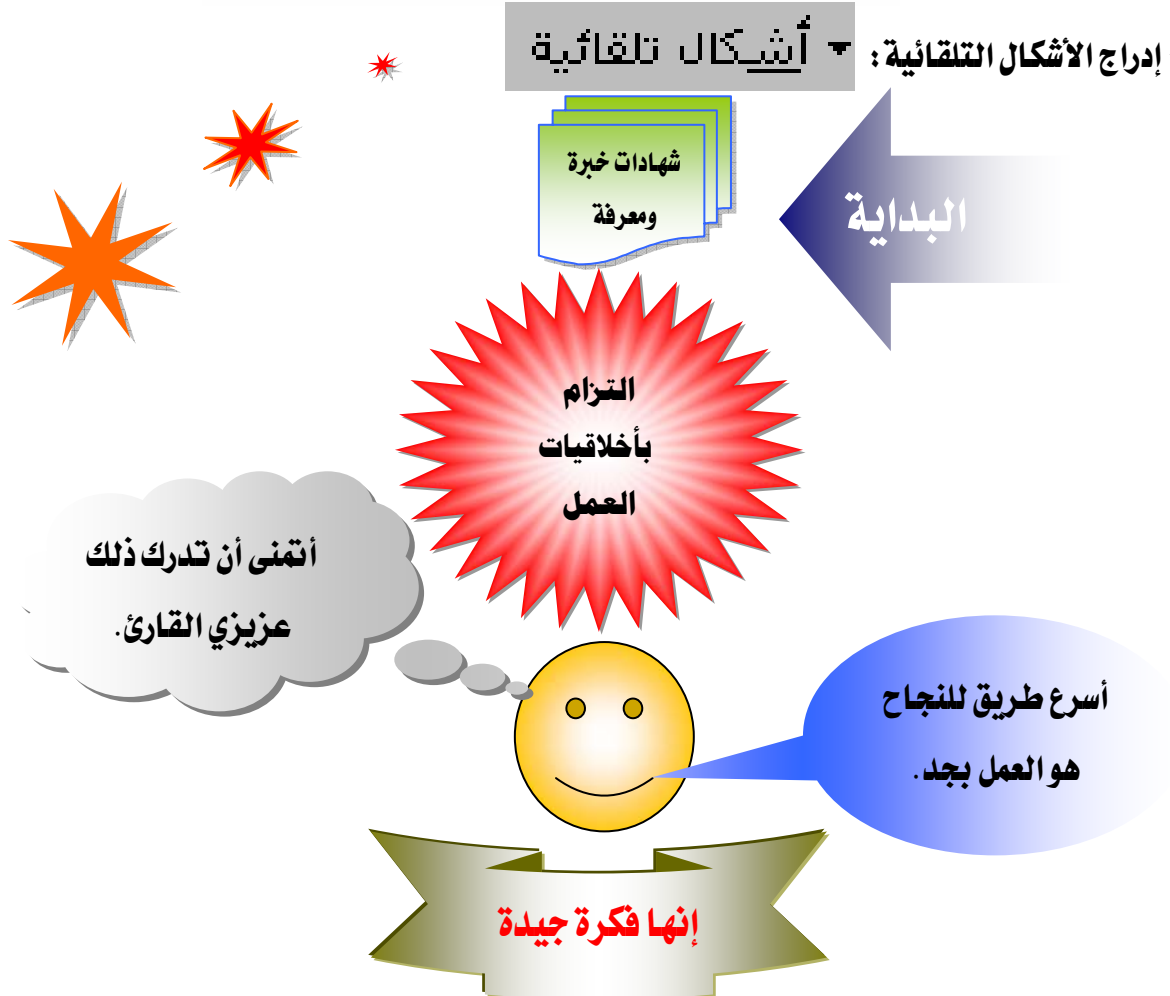 إدراج الأشكال التلقائية :
أشكال تلقائية
شهادات خبرة
ومعرفة
البداية
التزام
بأخلاقيات
العمل
أتمنى أن تدرك ذلك
عزيزي القارئ.
أسرع طريق للنجاح
هو العمل بجد.
إنها فكرة جيدة